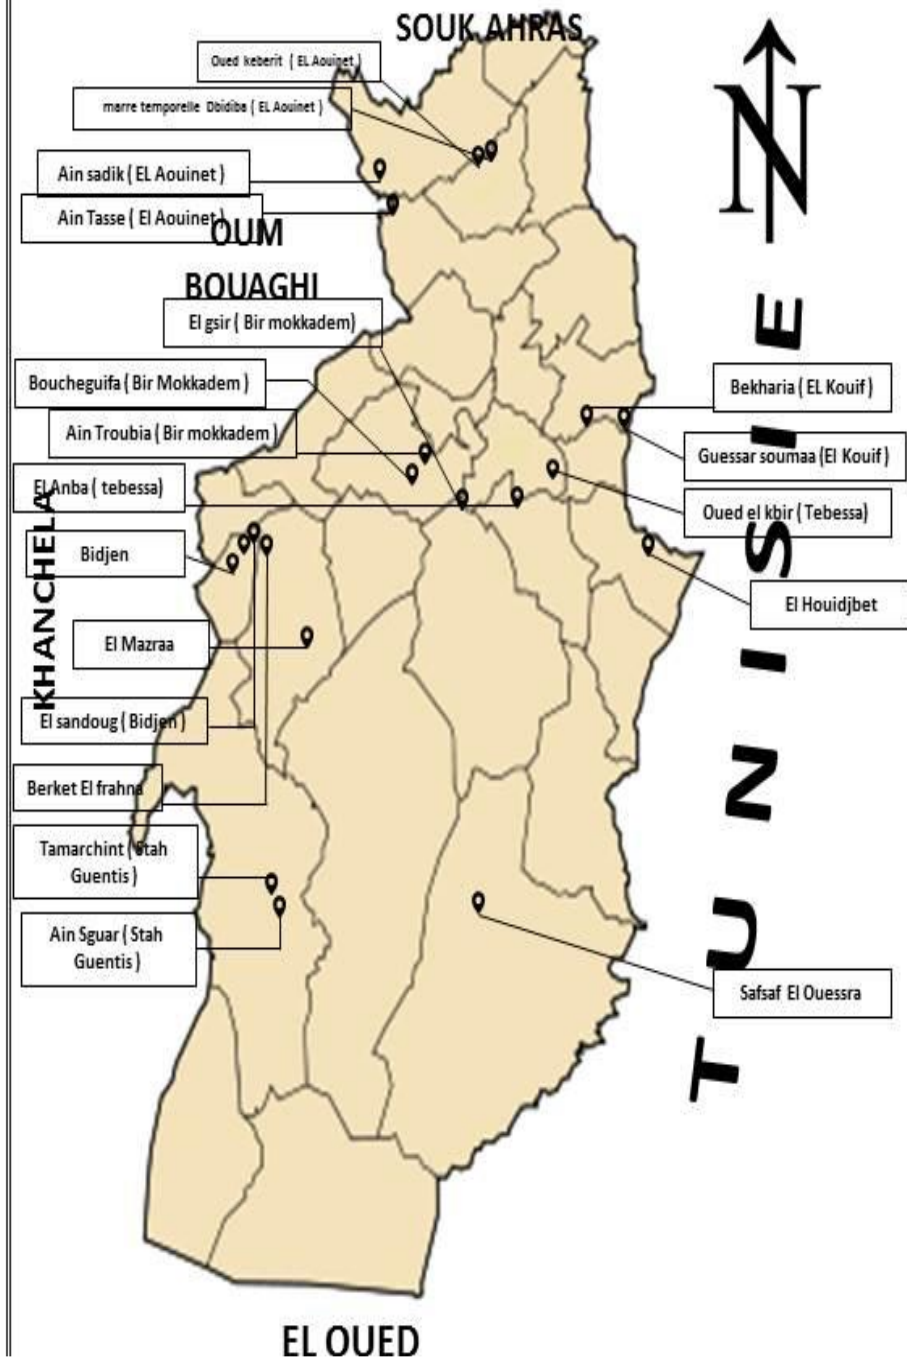 SOUK AHRAS
Oued keberit ( EL Aouinet )
marre temporelle Dbidiba ( EL Aouinet )
Ain sadik ( EL Aouinet )
Ain Tasse ( El Aouinet )
OUM
BOUAGHI
N
El gsir ( Bir mokkadem)
Boucheguifa ( Bir Mokkadem )
Ain Troubia ( Bir mokkadem )
El Anba ( tebessa)
KHANCHELA
Bidjen
El Mazraa
El sandoug ( Bidjen )
Berket El frahna
Tamarchint ( Stah
Guentis )
Ain Sguar ( Stah
Guentis )
Bekharia ( EL Kouif )
Guessar soumaa (El Kouif )
Oued el kbir ( Tebessa)
El Houidjbet
Safsaf El Ouessra
TUNISIE
EL OUED